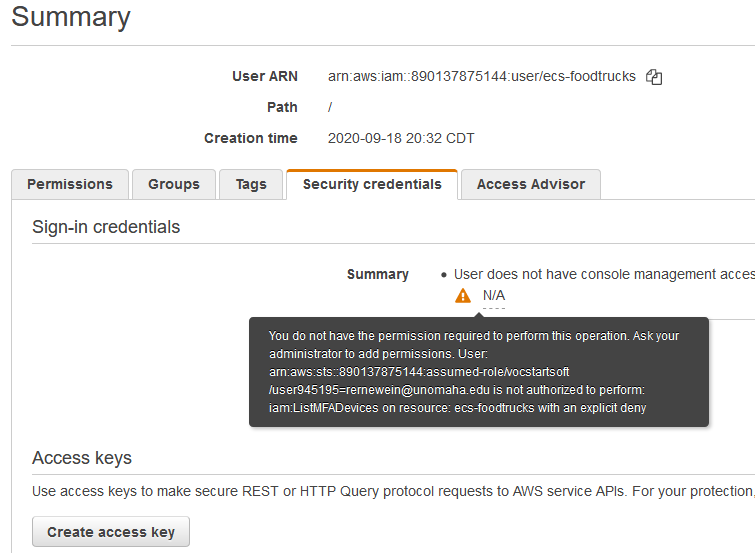 Summary
User ARN arn:aws:iam::890137875144:user/ecs-foodtrucks
Path /
Creation time 2020-09-18 20:32 CDT
Permissions Groups Tags Security credentials Access Advisor
Sign-in credentials
Summary • User does not have console management acces
N/A
You do not have the permission required to perform this operation. Ask your
administrator to add permissions. User:
arn:aws:sts::890137875144:assumed-role/vocstartsoft
/user945195=rernewein@unomaha.edu is not authorized to perform:
iam:ListMFADevices on resource: ecs-foodtrucks with an explicit deny
Access keys
Use access keys to make secure REST or HTTP Query protocol requests to AWS service APIs. For your protection,
Create access key